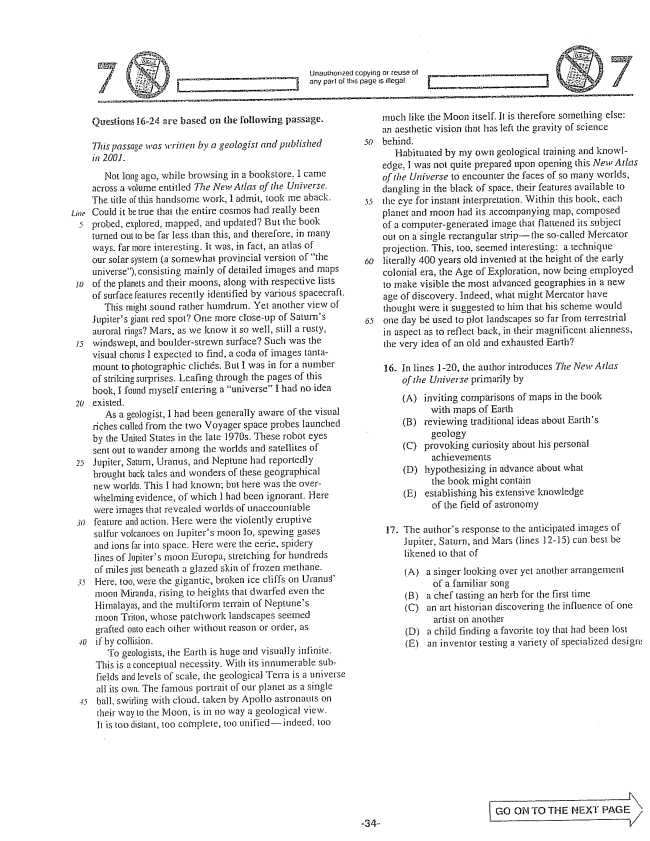 7
Unauthorized copying or reuse of
any part of this page is illegal.
7
Questions 16-24 are based on the following passage.
This passage was written by a geologist and published
in 2001.
Not long ago, while browsing in a bookstore, I came
across a volume entitled The New Atlas of the Universe.
The title of this handsome work, I admit, took me aback.
Line Could it be true that the entire cosmos had really been
5 probed, explored, mapped, and updated? But the book
turned out to be far less than this, and therefore, in many
ways, far more interesting. It was, in fact, an atlas of
our solar system (a somewhat provincial version of "the
universe"), consisting mainly of detailed images and maps
10 of the planets and their moons, along with respective lists
of surface features recently identified by various spacecraft.
This might sound rather humdrum. Yet another view of
Jupiter's giant red spot? One more close-up of Saturn's
auroral rings? Mars, as we know it so well, still a rusty,
15 windswept, and boulder-strewn surface? Such was the
visual chorus I expected to find, a coda of images tanta-
mount to photographic clichés. But I was in for a number
of striking surprises. Leafing through the pages of this
book, I found myself entering a "universe" I had no idea
20 existed.
As a geologist, I had been generally aware of the visual
riches culled from the two Voyager space probes launched
by the United States in the late 1970s. These robot eyes
sent out to wander among the worlds and satellites of
25 Jupiter, Saturn, Uranus, and Neptune had reportedly
brought back tales and wonders of these geographical
new worlds. This I had known; but here was the over-
whelming evidence, of which I had been ignorant. Here
were images that revealed worlds of unaccountable
30 feature and action. Here were the violently eruptive
sulfur volcanoes on Jupiter's moon Io, spewing gases
and ions far into space. Here were the eerie, spidery
lines of Jupiter's moon Europa, stretching for hundreds
of miles just beneath a glazed skin of frozen methane.
35 Here, too, were the gigantic, broken ice cliffs on Uranus'
moon Miranda, rising to heights that dwarfed even the
Himalayas, and the multiform terrain of Neptune's
moon Triton, whose patchwork landscapes seemed
grafted onto each other without reason or order, as
40 if by collision.
To geologists, the Earth is huge and visually infinite.
This is a conceptual necessity. With its innumerable sub-
fields and levels of scale, the geological Terra is a universe
all its own. The famous portrait of our planet as a single
45 ball, swirling with cloud, taken by Apollo astronauts on
their way to the Moon, is in no way a geological view.
It is too distant, too complete, too unified—indeed, too
much like the Moon itself. It is therefore something else:
an aesthetic vision that has left the gravity of science
50 behind.
Habituated by my own geological training and knowl-
edge, I was not quite prepared upon opening this New Atlas
of the Universe to encounter the faces of so many worlds,
dangling in the black of space, their features available to
55 the eye for instant interpretation. Within this book, each
planet and moon had its accompanying map, composed
of a computer-generated image that flattened its subject
out on a single rectangular strip—the so-called Mercator
projection. This, too, seemed interesting: a technique
60 literally 400 years old invented at the height of the early
colonial era, the Age of Exploration, now being employed
to make visible the most advanced geographies in a new
age of discovery. Indeed, what might Mercator have
thought were it suggested to him that his scheme would
65 one day be used to plot landscapes so far from terrestrial
in aspect as to reflect back, in their magnificent alienness,
the very idea of an old and exhausted Earth?
16. In lines 1-20, the author introduces The New Atlas
of the Universe primarily by
(A) inviting comparisons of maps in the book
with maps of Earth
(B) reviewing traditional ideas about Earth's
geology
(C) provoking curiosity about his personal
achievements
(D) hypothesizing in advance about what
the book might contain
(E) establishing his extensive knowledge
of the field of astronomy
17. The author's response to the anticipated images of
Jupiter, Saturn, and Mars (lines 12-15) can best be
likened to that of
(A) a singer looking over yet another arrangement
of a familiar song
(B) a chef tasting an herb for the first time
(C) an art historian discovering the influence of one
artist on another
(D) a child finding a favorite toy that had been lost
(E) an inventor testing a variety of specialized designs
GO ON TO THE NEXT PAGE
-34-